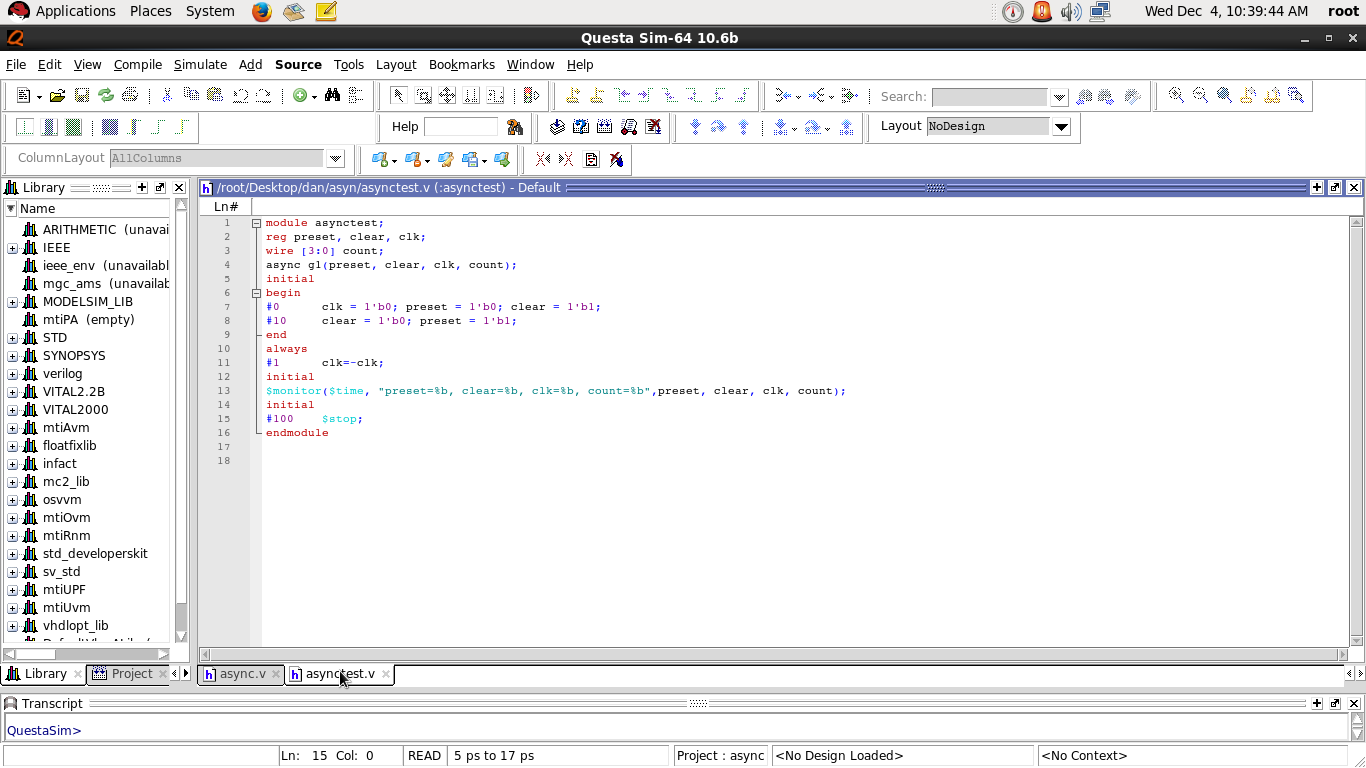 Applications Places System Wed Dec 4, 10:39:44 AM root
Questa Sim-64 10.6b
File Edit View Compile Simulate Add Source Tools Layout Bookmarks Window Help
Search:
Help Layout NoDesign
ColumnLayout AllColumns
Library
Name
ARITHMETIC (unavai
IEEE
ieee_env (unavailabl
mgc_ams (unavailab
MODELSIM_LIB
mtiPA (empty)
STD
SYNOPSYS
verilog
VITAL2.2B
VITAL2000
mtiAvm
floatfixlib
infact
mc2_lib
osvvm
mtiOvm
mtiRnm
std_developerskit
sv_std
mtiUPF
mtiUvm
vhdlopt_lib
Library Project
/root/Desktop/dan/asyn/asynctest.v (:asynctest) - Default
Ln#
1 module asynctest;
2 reg preset, clear, clk;
3 wire [3:0] count;
4 async g1(preset, clear, clk, count);
5 initial
6 begin
7 #0 clk = 1'b0; preset = 1'b0; clear = 1'b1;
8 #10 clear = 1'b0; preset = 1'b1;
9 end
10 always
11 #1 clk=~clk;
12 initial
13 $monitor($time, "preset=%b, clear=%b, clk=%b, count=%b",preset, clear, clk, count);
14 initial
15 #100 $stop;
16 endmodule
17
18
async.v asynctest.v
Transcript
QuestaSim>
Ln: 15 Col: 0 READ 5 ps to 17 ps Project : async <No Design Loaded> <No Context>